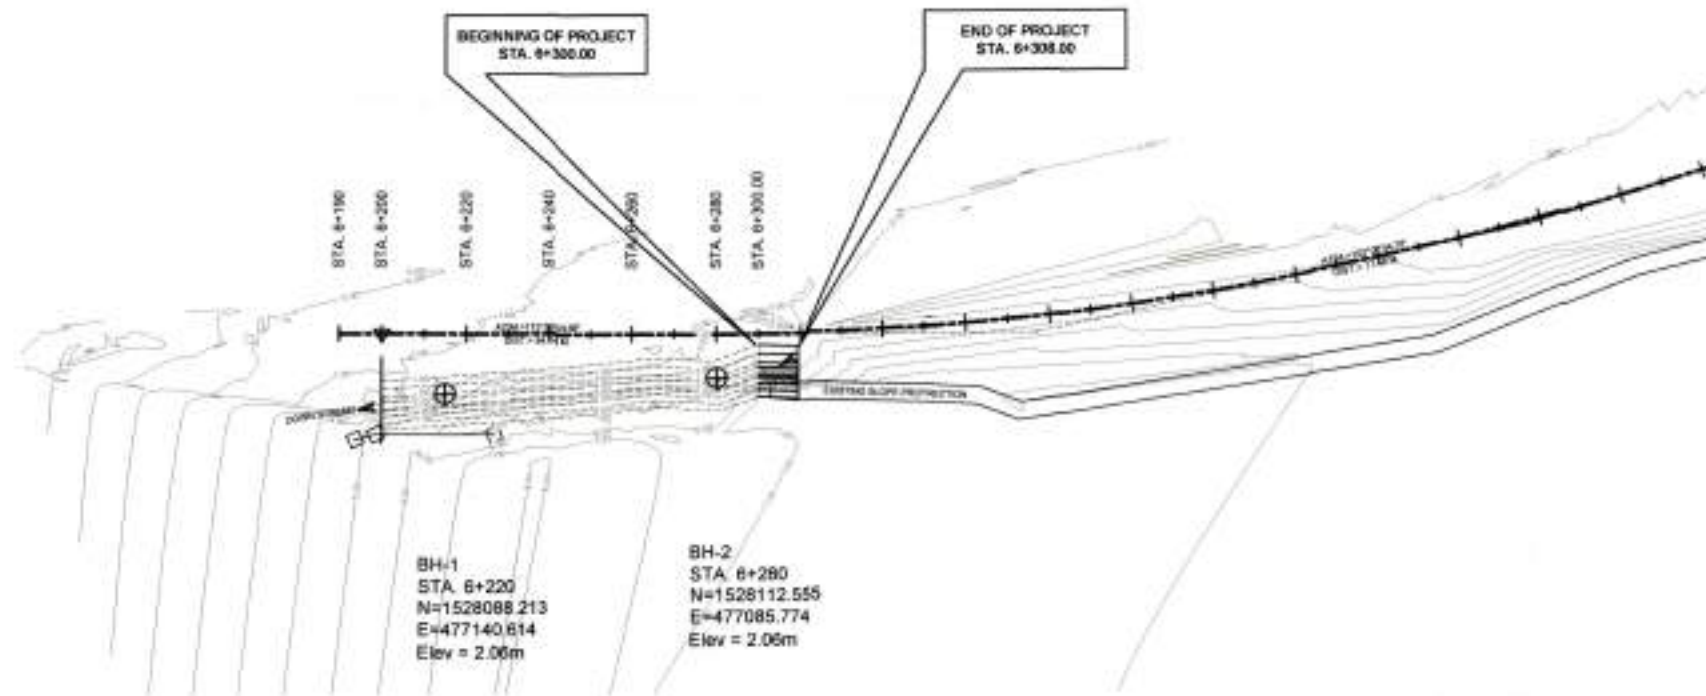 BEGINNING OF PROJECT
STA. 6+300.00
END OF PROJECT
STA. 6+308.00
STA. 6+190
STA. 6+200
STA. 6+220
STA. 6+240
STA. 6+260
STA. 6+280
STA. 6+300.00
DOWNSTREAM
EXISTING SLOPE PROTECTION
BH-1
STA. 6+220
N=1528088.213
E=477140.614
Elev = 2.06m
BH-2
STA. 6+280
N=1528112.555
E=477085.774
Elev = 2.06m